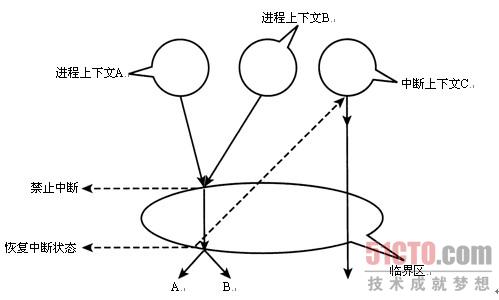 进程上下文B
进程上下文A
中断上下文C
禁止中断
恢复中断状态
A
B
临界区
51CTO.com
技术成就梦想